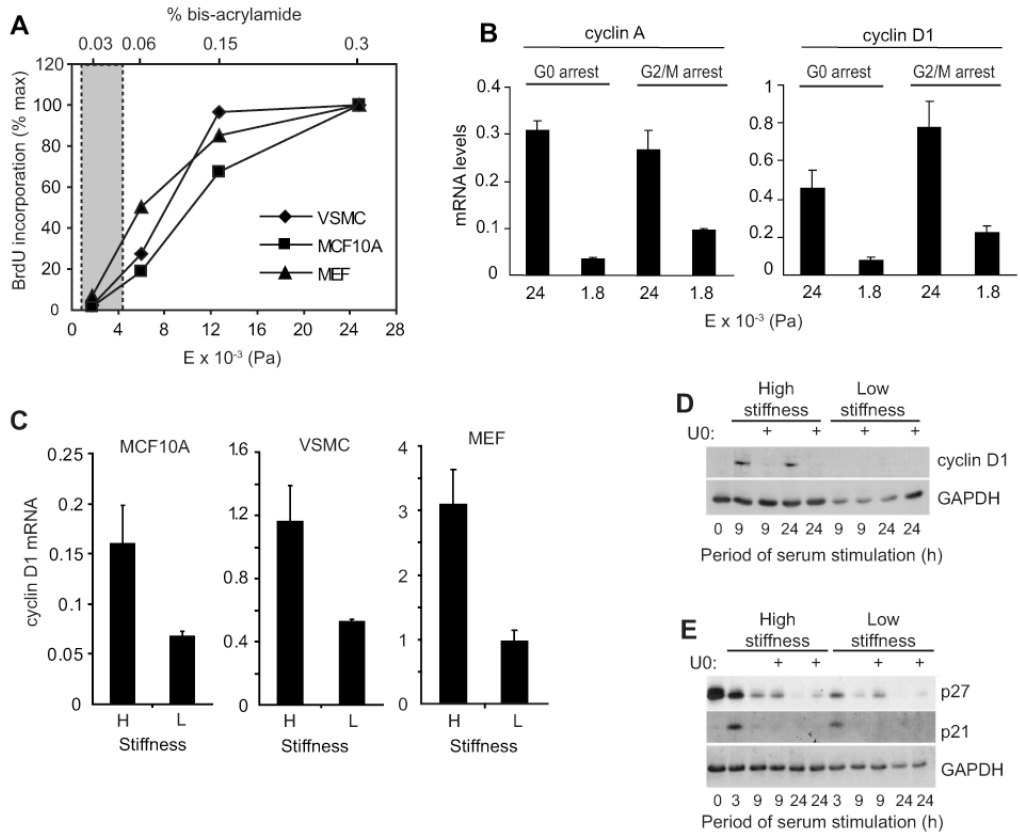 A
% bis-acrylamide
0.03 0.06 0.15 0.3
BrdU incorporation (% max)
120
100
80
60
40
20
0
VSMC
MCF10A
MEF
0 4 8 12 16 20 24 28
E x 10⁻³ (Pa)
B
cyclin A
G0 arrest G2/M arrest
mRNA levels
0.4
0.3
0.2
0.1
0
24 1.8 24 1.8
cyclin D1
G0 arrest G2/M arrest
1
0.8
0.6
0.4
0.2
0
24 1.8 24 1.8
E x 10⁻³ (Pa)
C
cyclin D1 mRNA
MCF10A
0.25
0.2
0.15
0.1
0.05
0
H L
Stiffness
VSMC
1.6
1.2
0.8
0.4
0
H L
Stiffness
MEF
4
3
2
1
0
H L
Stiffness
D
High stiffness
Low stiffness
U0: + + + +
cyclin D1
GAPDH
0 9 9 24 24 9 9 24 24
Period of serum stimulation (h)
E
High stiffness
Low stiffness
U0: + + + +
p27
p21
GAPDH
0 3 9 9 24 24 3 9 9 24 24
Period of serum stimulation (h)